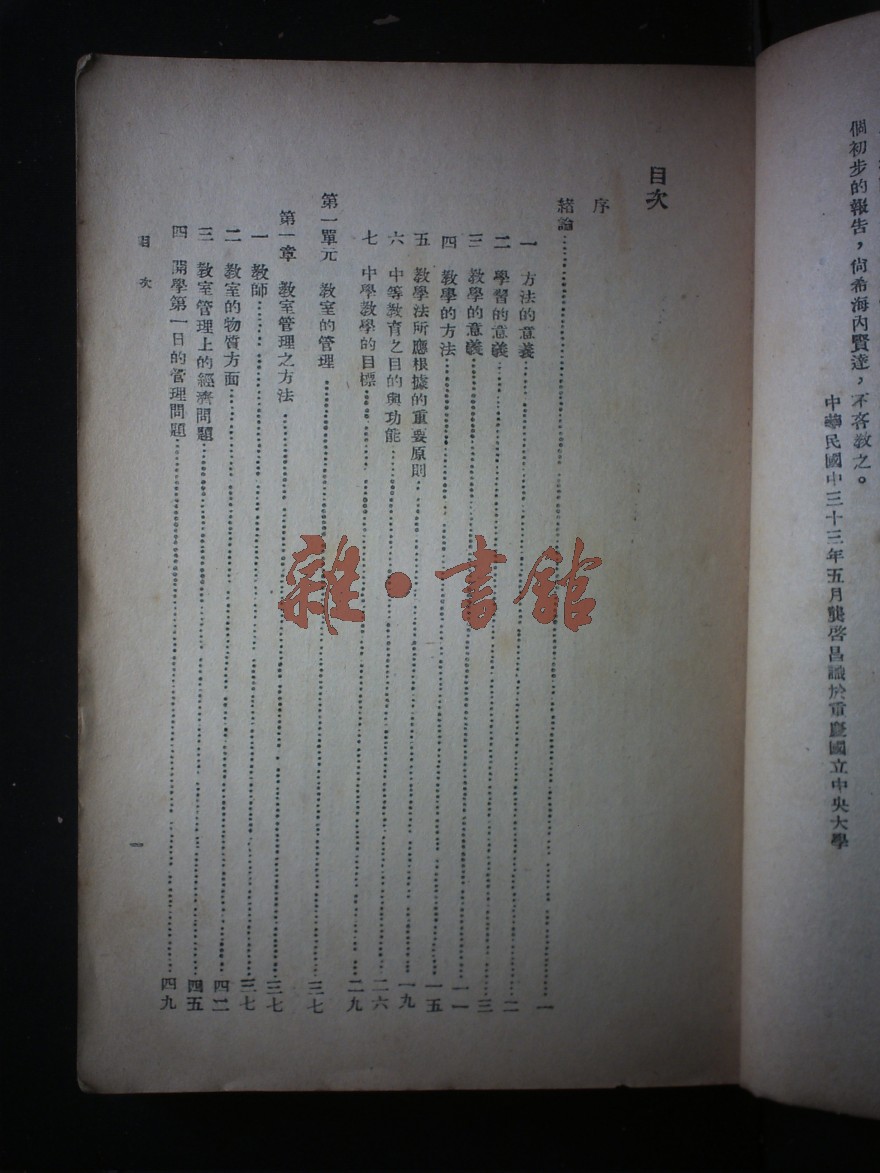 個初步的報告，尙希海內賢達，不吝教之。
中華民國中三十三年五月龔啓昌識於重慶國立中央大學
目次
序
緒論……一
一 方法的意義……二
二 學習的意義……三
三 教學的意義……一一
四 教學的方法……一五
五 教學法所應根據的重要原則……一九
六 中等教育之目的與功能……二六
七 中學教學的目標……二九
第一單元 教室的管理……三七
第一章 教室管理之方法……三七
一 教師……三七
二 教室的物質方面……四二
三 教室管理上的經濟問題……四五
四 開學第一日的管理問題……四九
目 次
一
雜·書館